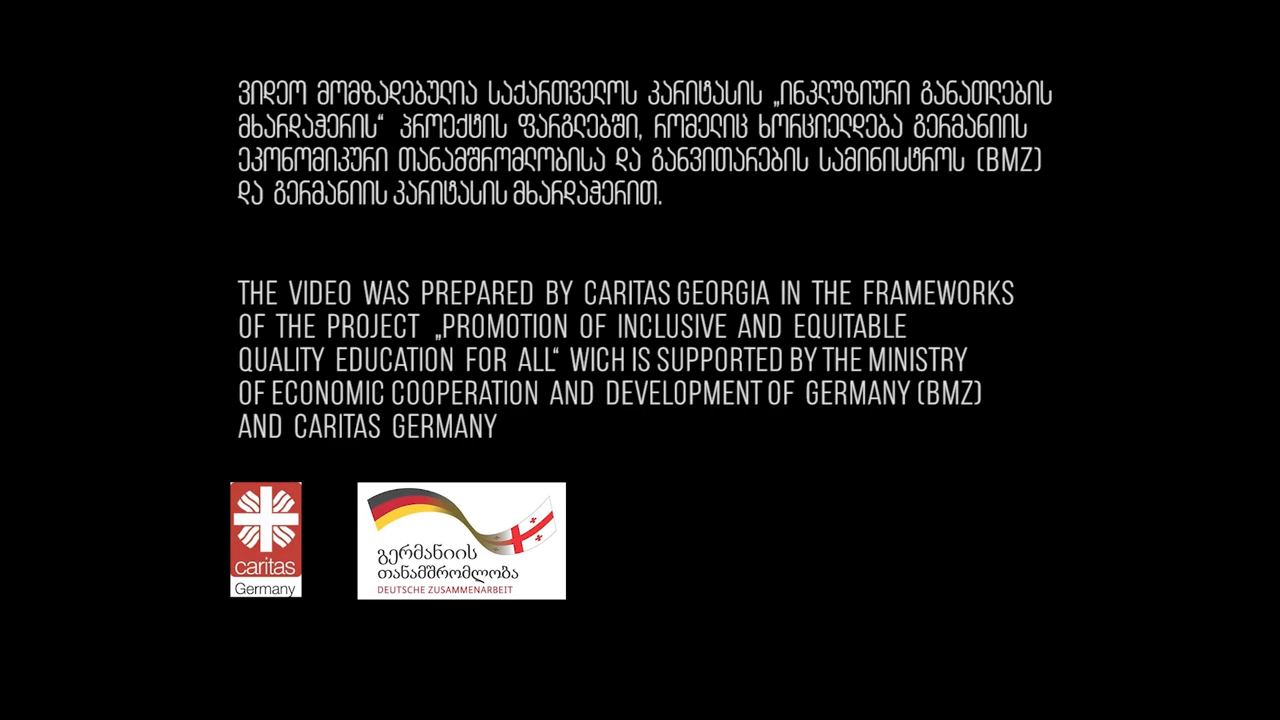 ვიდეო მომზადებულია საქართველოს კარიტასის „ინკლუზიური განათლების
მხარდაჭერის“ პროექტის ფარგლებში, რომელიც ხორციელდება გერმანიის
ეკონომიკური თანამშრომლობისა და განვითარების სამინისტროს (BMZ)
და გერმანიის კარიტასის მხარდაჭერით.
THE VIDEO WAS PREPARED BY CARITAS GEORGIA IN THE FRAMEWORKS
OF THE PROJECT „PROMOTION OF INCLUSIVE AND EQUITABLE
QUALITY EDUCATION FOR ALL“ WICH IS SUPPORTED BY THE MINISTRY
OF ECONOMIC COOPERATION AND DEVELOPMENT OF GERMANY (BMZ)
AND CARITAS GERMANY
caritas
Germany
გერმანიის
თანამშრომლობა
DEUTSCHE ZUSAMMENARBEIT